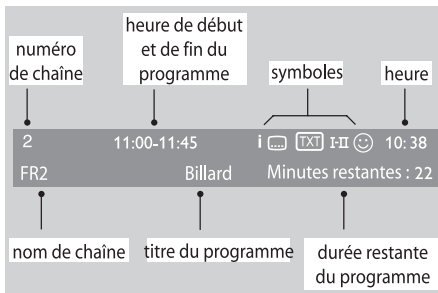 numéro
de chaîne
heure de début
et de fin du
programme
symboles
heure
2 11:00-11:45 i TXT I-II 10:38
FR2 Billard Minutes restantes : 22
nom de chaîne
titre du programme
durée restante
du programme